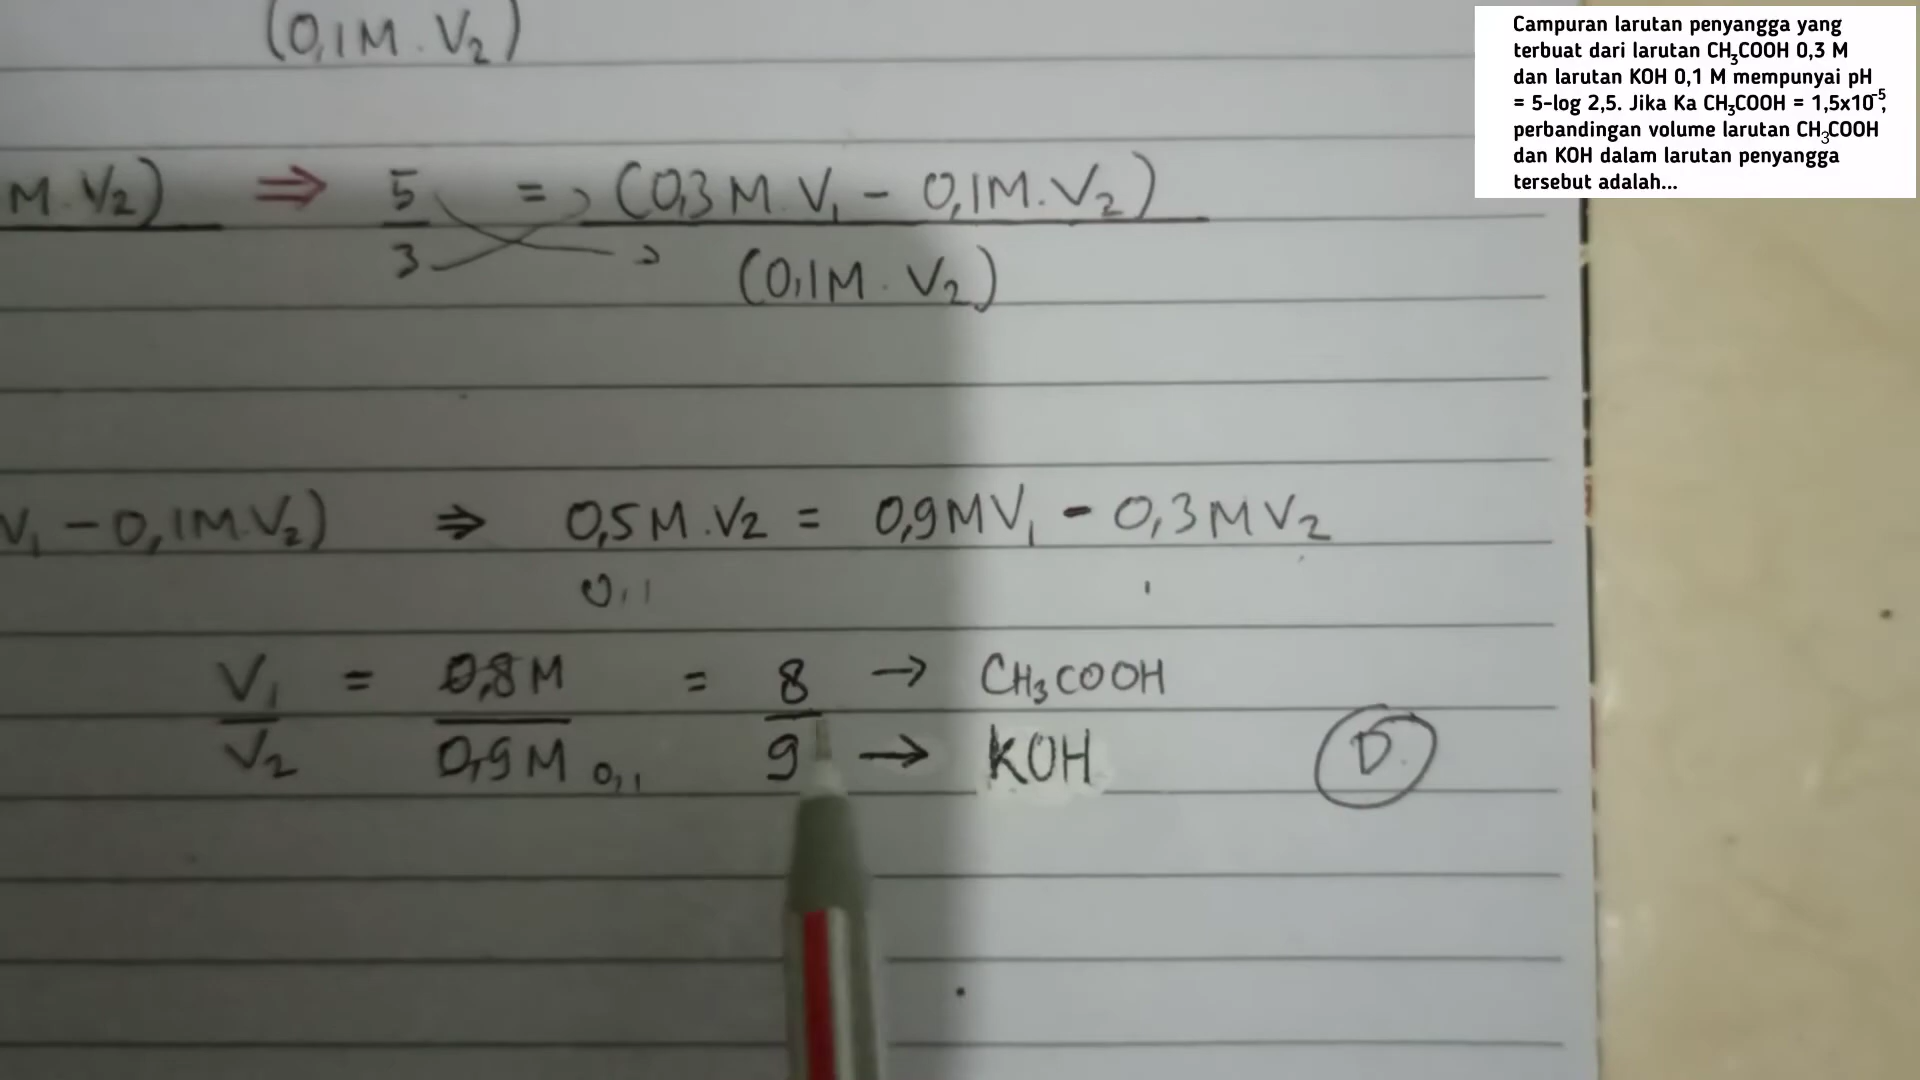 (0,1M . V₂)
Campuran larutan penyangga yang
terbuat dari larutan CH₃COOH 0,3 M
dan larutan KOH 0,1 M mempunyai pH
= 5-log 2,5. Jika Ka CH₃COOH = 1,5x10⁻⁵,
perbandingan volume larutan CH₃COOH
dan KOH dalam larutan penyangga
tersebut adalah...
M . V₂) ⇒ 5 = (0,3 M . V₁ - 0,1M . V₂)
3 (0,1M . V₂)
V₁ - 0,1M.V₂) ⇒ 0,5M . V2 = 0,9MV₁ - 0,3MV₂
0,1
V₁ = 0,8M = 8 → CH₃COOH
V₂ 0,9M 0,1 9 → KOH D